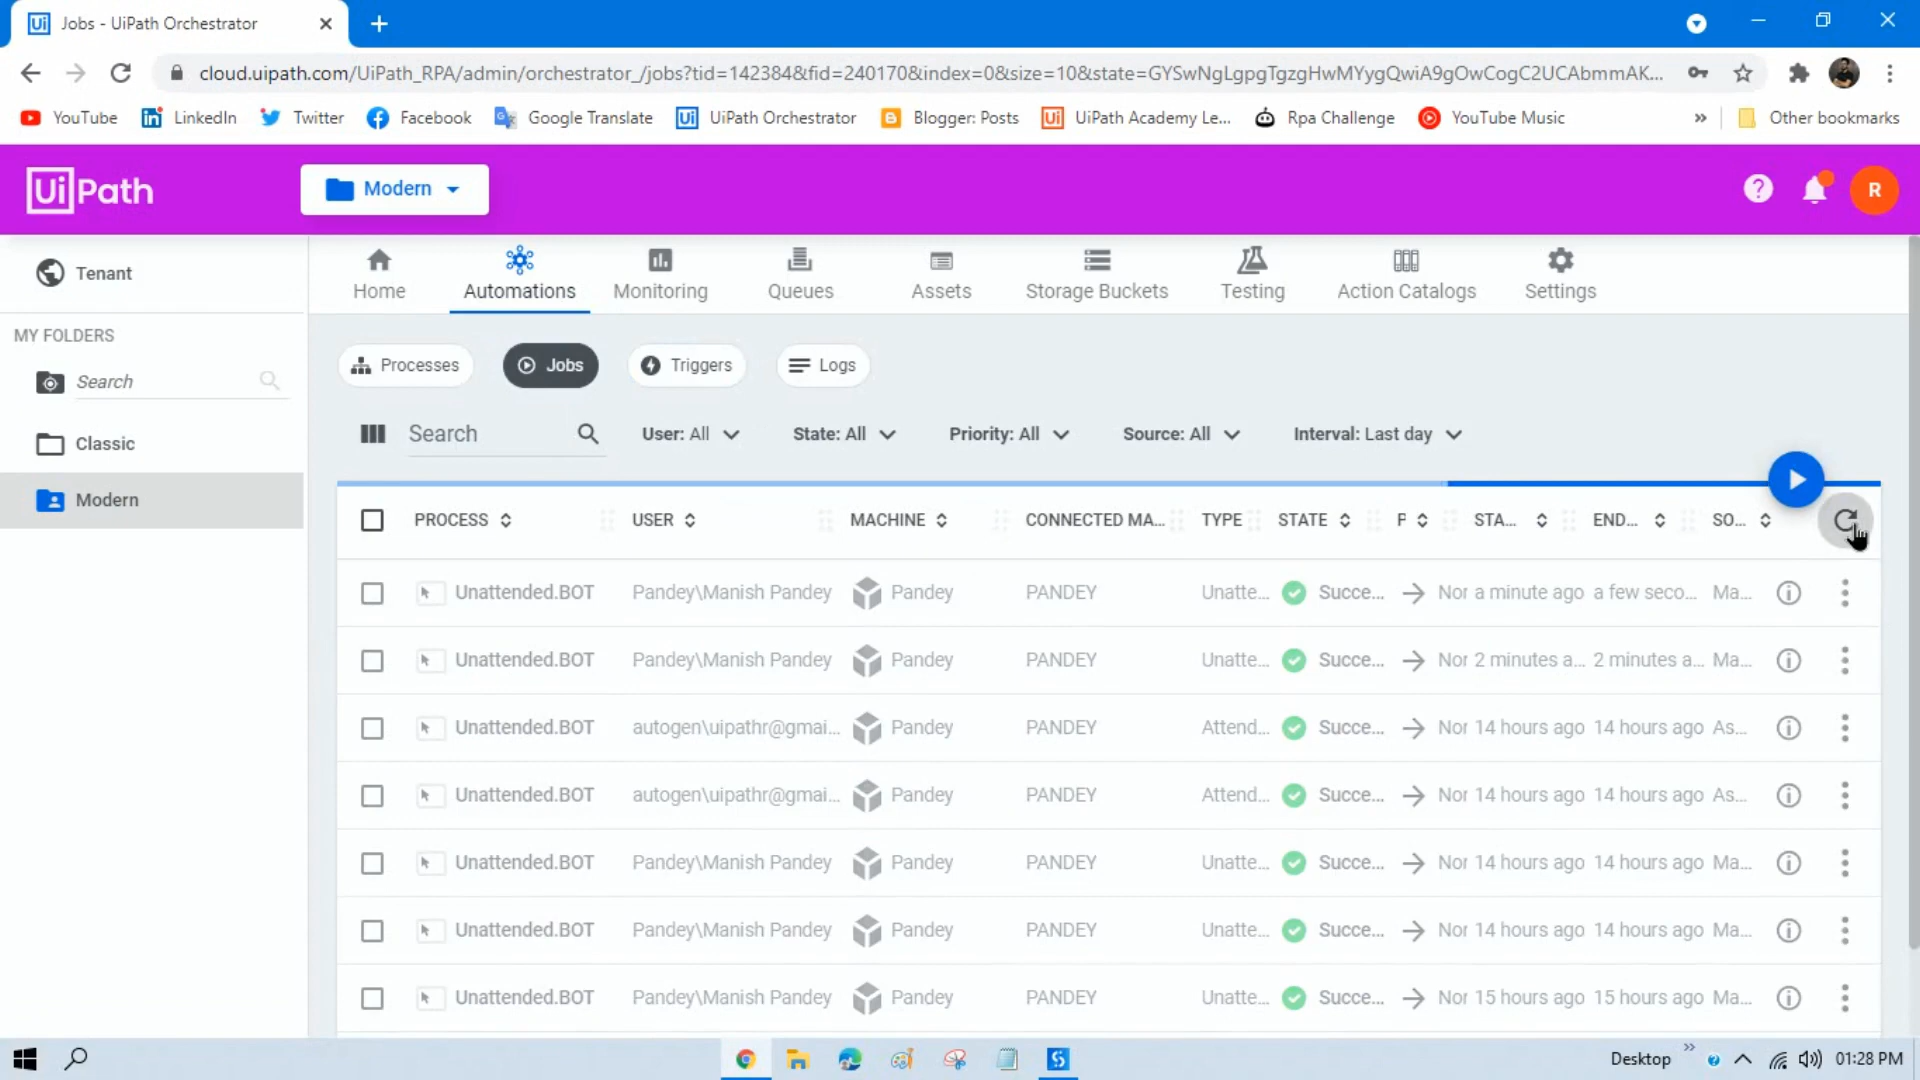 Jobs - UiPath Orchestrator
cloud.uipath.com/UiPath_RPA/admin/orchestrator_/jobs?tid=142384&fid=240170&index=0&size=10&state=GYSwNgLgpgTgzgHwMYygQwiA9gOwCogC2UCAbmmAK...
YouTube LinkedIn Twitter Facebook Google Translate UiPath Orchestrator Blogger: Posts UiPath Academy Le... Rpa Challenge YouTube Music » Other bookmarks
UiPath Modern ? R
Tenant
MY FOLDERS
Search
Classic
Modern
Home Automations Monitoring Queues Assets Storage Buckets Testing Action Catalogs Settings
Processes Jobs Triggers Logs
Search User: All State: All Priority: All Source: All Interval: Last day
PROCESS USER MACHINE CONNECTED MA... TYPE STATE P STA... END... SO...
Unattended.BOT Pandey\Manish Pandey Pandey PANDEY Unatte... Succe... Nor a minute ago a few seco... Ma...
Unattended.BOT Pandey\Manish Pandey Pandey PANDEY Unatte... Succe... Nor 2 minutes a... 2 minutes a... Ma...
Unattended.BOT autogen\uipathr@gmai... Pandey PANDEY Attend... Succe... Nor 14 hours ago 14 hours ago As...
Unattended.BOT autogen\uipathr@gmai... Pandey PANDEY Attend... Succe... Nor 14 hours ago 14 hours ago As...
Unattended.BOT Pandey\Manish Pandey Pandey PANDEY Unatte... Succe... Nor 14 hours ago 14 hours ago Ma...
Unattended.BOT Pandey\Manish Pandey Pandey PANDEY Unatte... Succe... Nor 14 hours ago 14 hours ago Ma...
Unattended.BOT Pandey\Manish Pandey Pandey PANDEY Unatte... Succe... Nor 15 hours ago 15 hours ago Ma...
Desktop » 01:28 PM